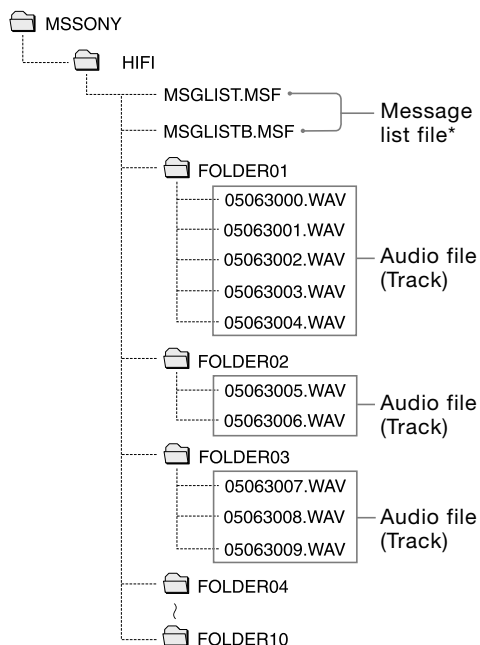 MSSONY
HIFI
MSGLIST.MSF
MSGLISTB.MSF
Message
list file*
FOLDER01
05063000.WAV
05063001.WAV
05063002.WAV
05063003.WAV
05063004.WAV
Audio file
(Track)
FOLDER02
05063005.WAV
05063006.WAV
Audio file
(Track)
FOLDER03
05063007.WAV
05063008.WAV
05063009.WAV
Audio file
(Track)
FOLDER04
FOLDER10